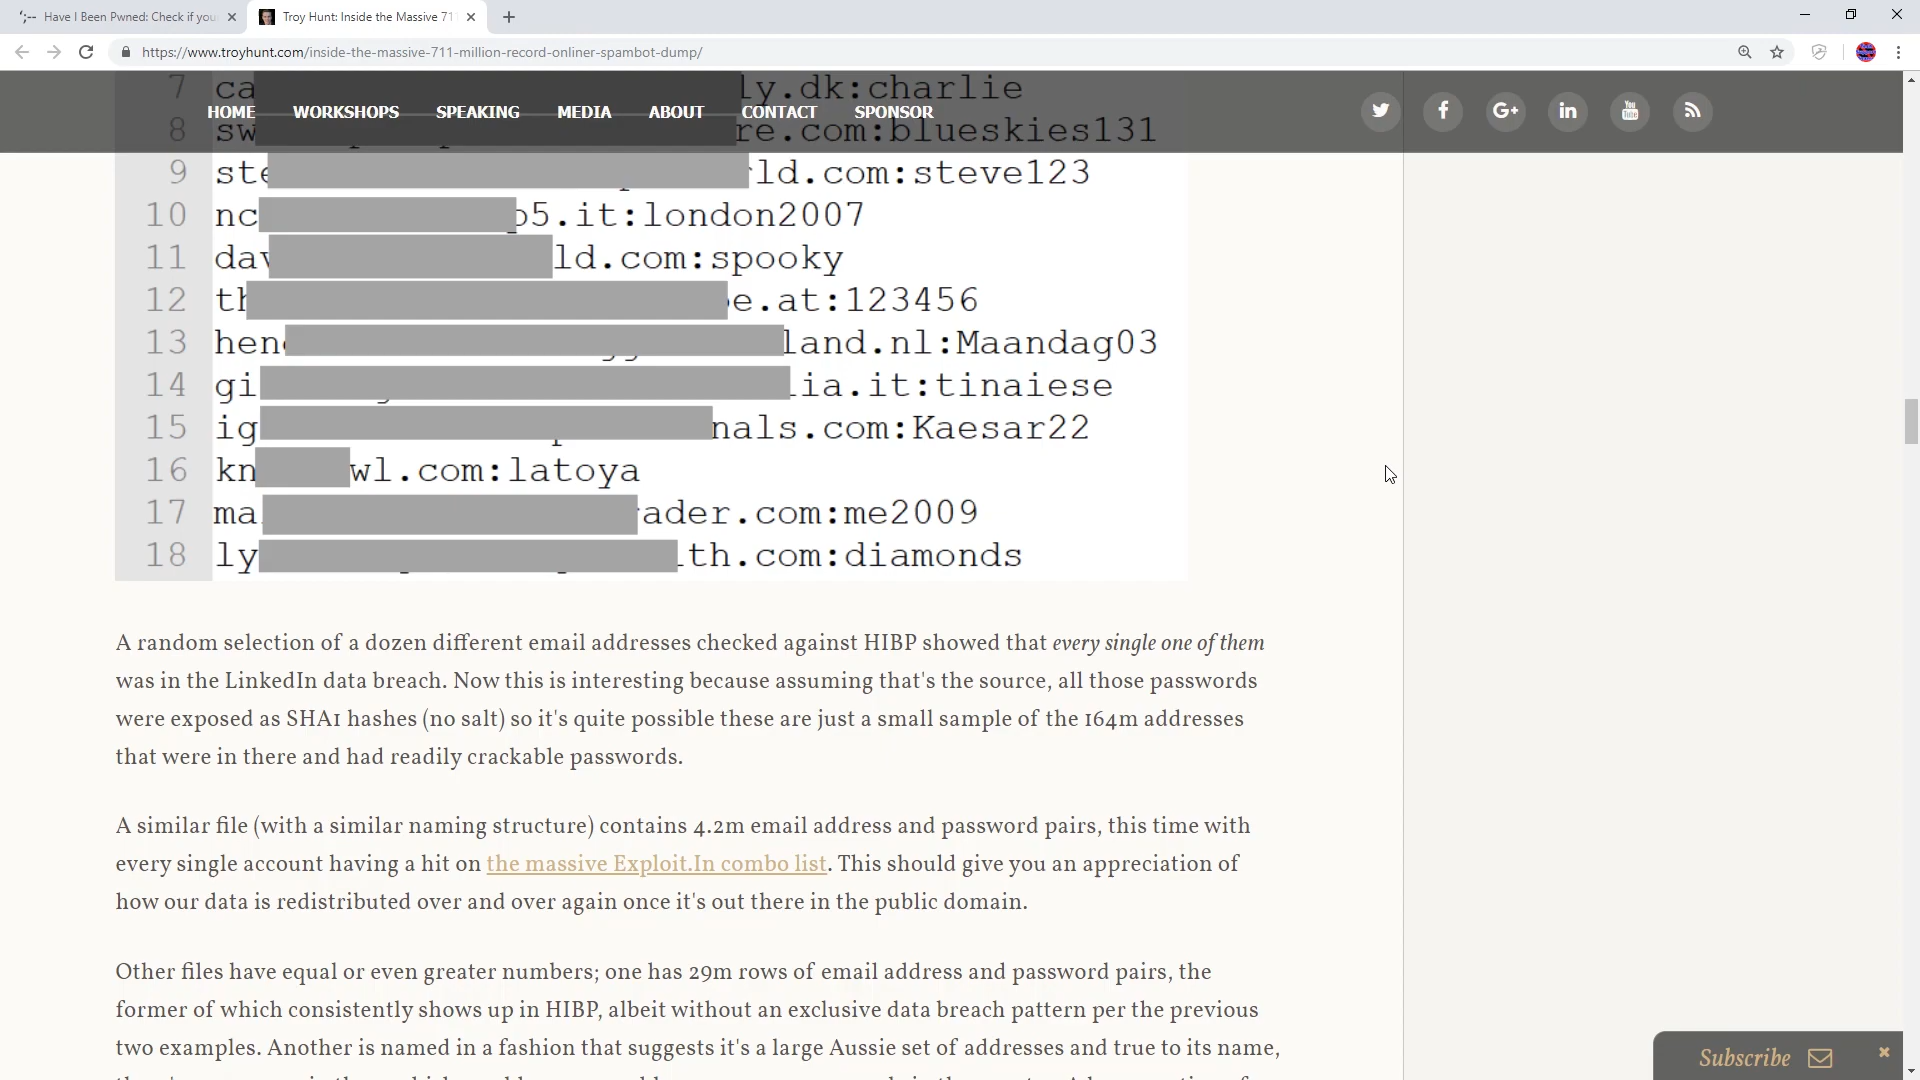 Have I Been Pwned: Check if you
Troy Hunt: Inside the Massive 711
https://www.troyhunt.com/inside-the-massive-711-million-record-onliner-spambot-dump/
HOME WORKSHOPS SPEAKING MEDIA ABOUT CONTACT SPONSOR
7 ca ly.dk:charlie
8 sw re.com:blueskies131
9 ste rld.com:steve123
10 nc p5.it:london2007
11 dav ld.com:spooky
12 th e.at:123456
13 hen land.nl:Maandag03
14 gi lia.it:tinaiese
15 ig nals.com:Kaesar22
16 kn wl.com:latoya
17 ma ader.com:me2009
18 ly th.com:diamonds
A random selection of a dozen different email addresses checked against HIBP showed that every single one of them
was in the LinkedIn data breach. Now this is interesting because assuming that's the source, all those passwords
were exposed as SHA1 hashes (no salt) so it's quite possible these are just a small sample of the 164m addresses
that were in there and had readily crackable passwords.
A similar file (with a similar naming structure) contains 4.2m email address and password pairs, this time with
every single account having a hit on the massive Exploit.In combo list. This should give you an appreciation of
how our data is redistributed over and over again once it's out there in the public domain.
Other files have equal or even greater numbers; one has 29m rows of email address and password pairs, the
former of which consistently shows up in HIBP, albeit without an exclusive data breach pattern per the previous
two examples. Another is named in a fashion that suggests it's a large Aussie set of addresses and true to its name,
Subscribe